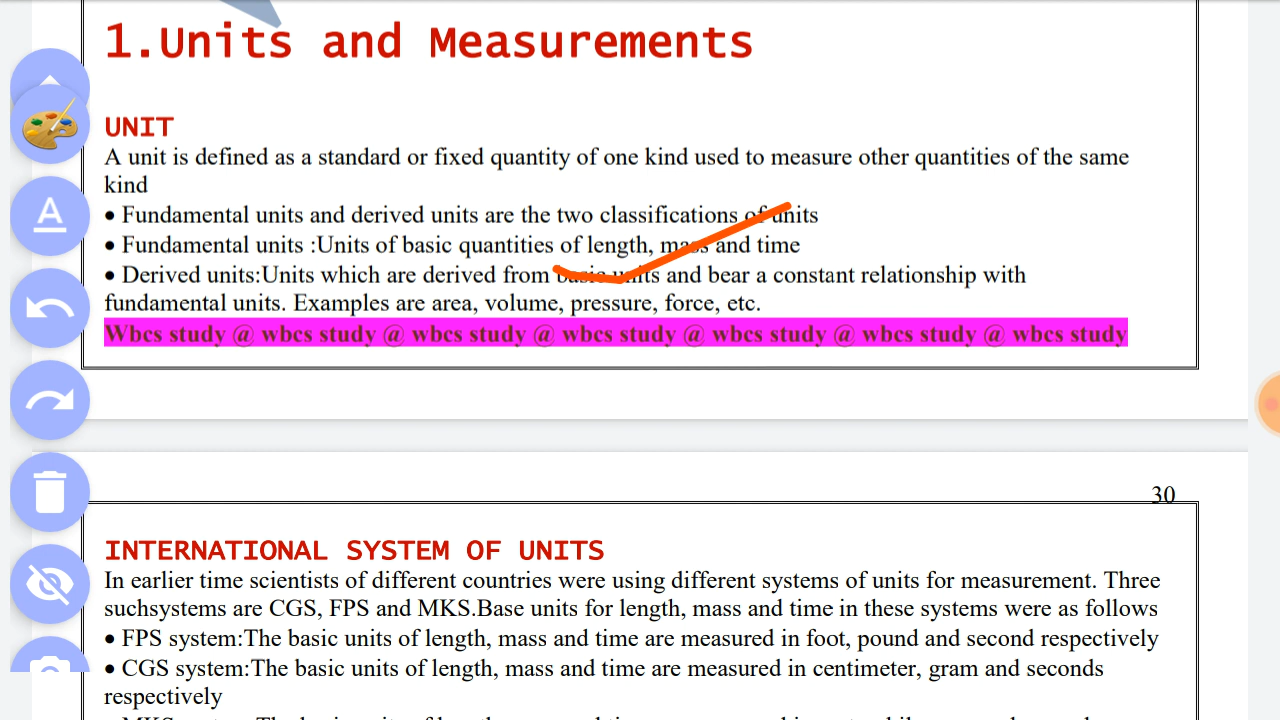 1.Units and Measurements
UNIT
A unit is defined as a standard or fixed quantity of one kind used to measure other quantities of the same
kind
• Fundamental units and derived units are the two classifications of units
• Fundamental units :Units of basic quantities of length, mass and time
• Derived units:Units which are derived from basic units and bear a constant relationship with
fundamental units. Examples are area, volume, pressure, force, etc.
Wbcs study @ wbcs study @ wbcs study @ wbcs study @ wbcs study @ wbcs study @ wbcs study
30
INTERNATIONAL SYSTEM OF UNITS
In earlier time scientists of different countries were using different systems of units for measurement. Three
suchsystems are CGS, FPS and MKS.Base units for length, mass and time in these systems were as follows
• FPS system:The basic units of length, mass and time are measured in foot, pound and second respectively
• CGS system:The basic units of length, mass and time are measured in centimeter, gram and seconds
respectively